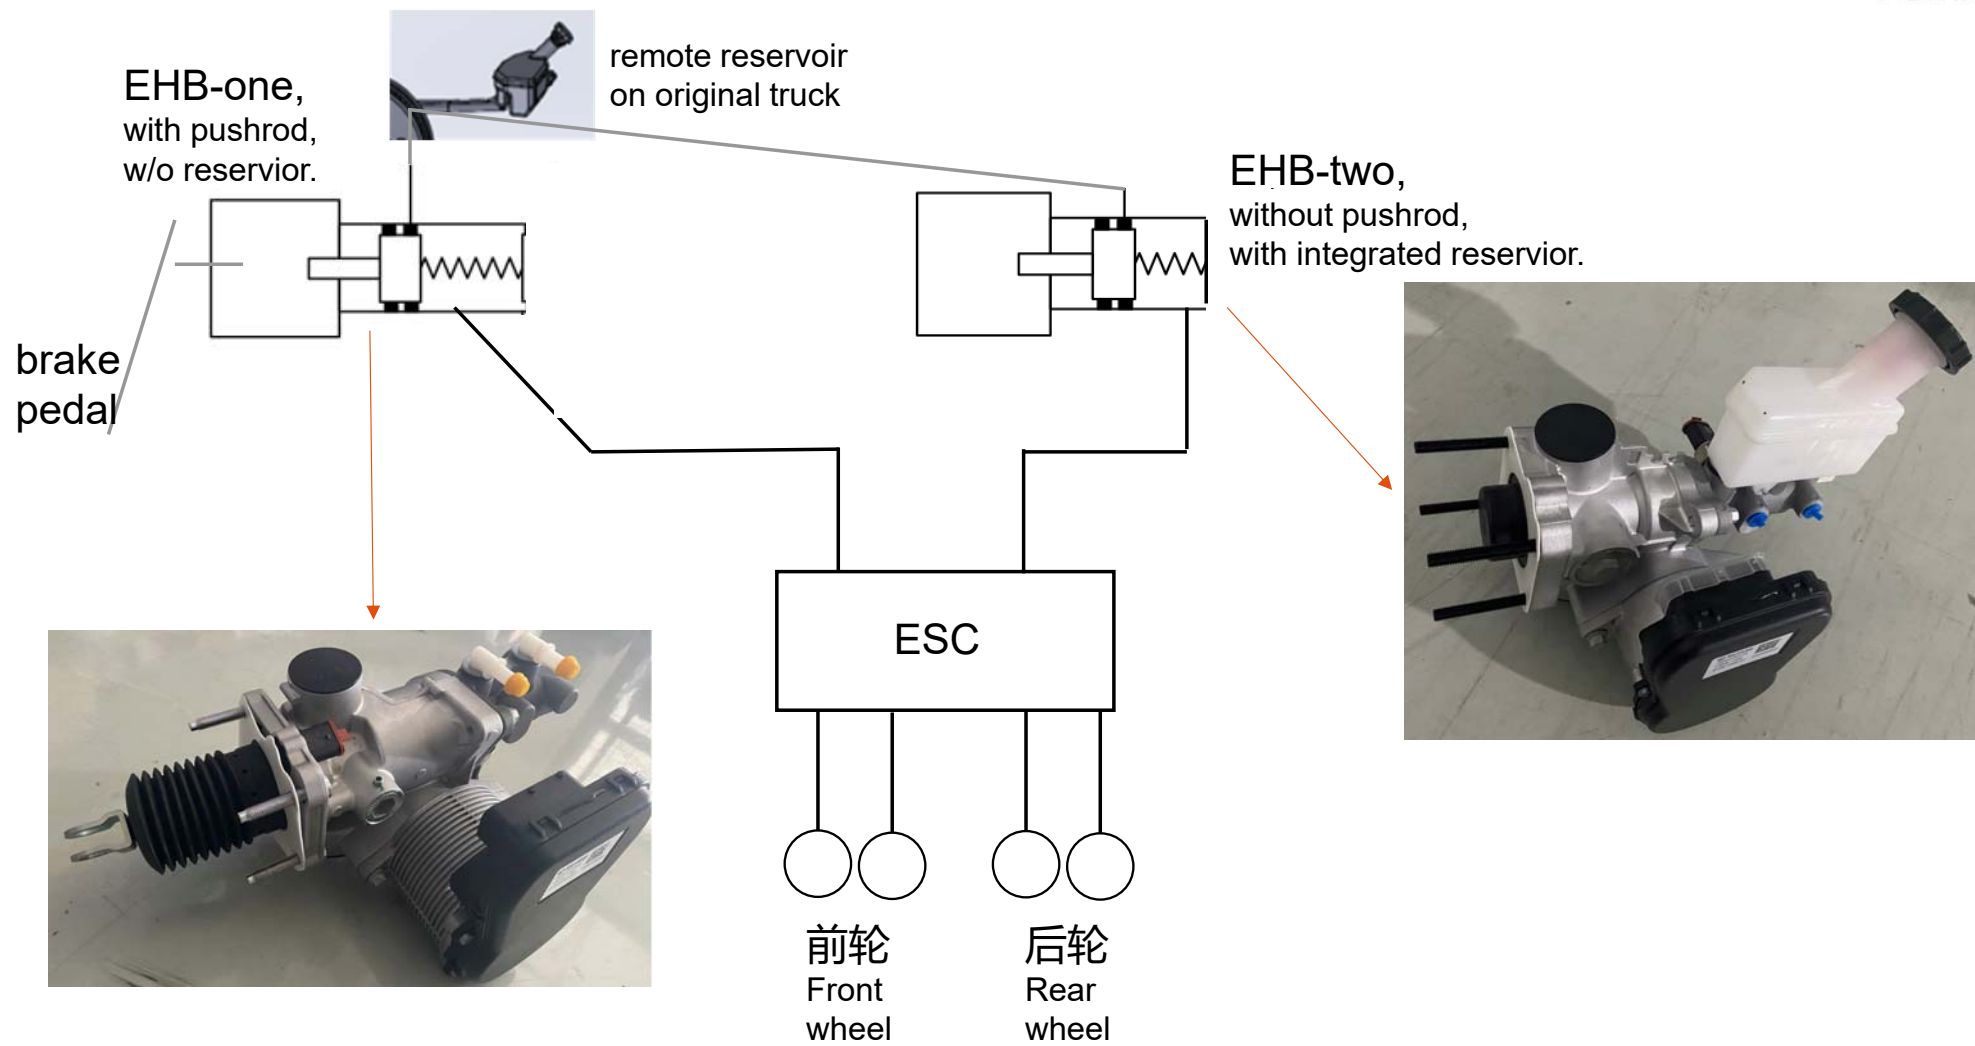 remote reservoir
on original truck
EHB-one,
with pushrod,
w/o reservior.
EHB-two,
without pushrod,
with integrated reservior.
brake
pedal
ESC
前轮
Front
wheel
后轮
Rear
wheel